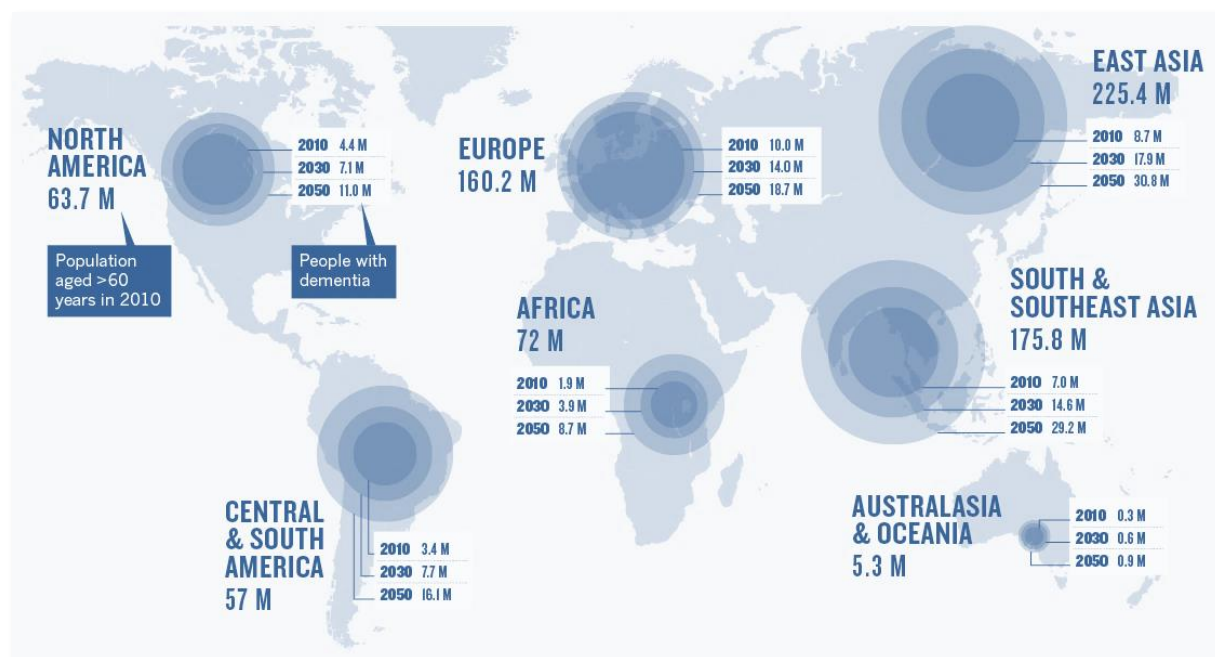 NORTH
AMERICA
63.7 M
2010 4.4 M
2030 7.1 M
2050 11.0 M
Population
aged >60
years in 2010
People with
dementia
EUROPE
160.2 M
2010 10.0 M
2030 14.0 M
2050 18.7 M
EAST ASIA
225.4 M
2010 8.7 M
2030 17.9 M
2050 30.8 M
AFRICA
72 M
2010 1.9 M
2030 3.9 M
2050 8.7 M
SOUTH &
SOUTHEAST ASIA
175.8 M
2010 7.0 M
2030 14.6 M
2050 29.2 M
CENTRAL
& SOUTH
AMERICA
57 M
2010 3.4 M
2030 7.7 M
2050 16.1 M
AUSTRALASIA
& OCEANIA
5.3 M
2010 0.3 M
2030 0.6 M
2050 0.9 M